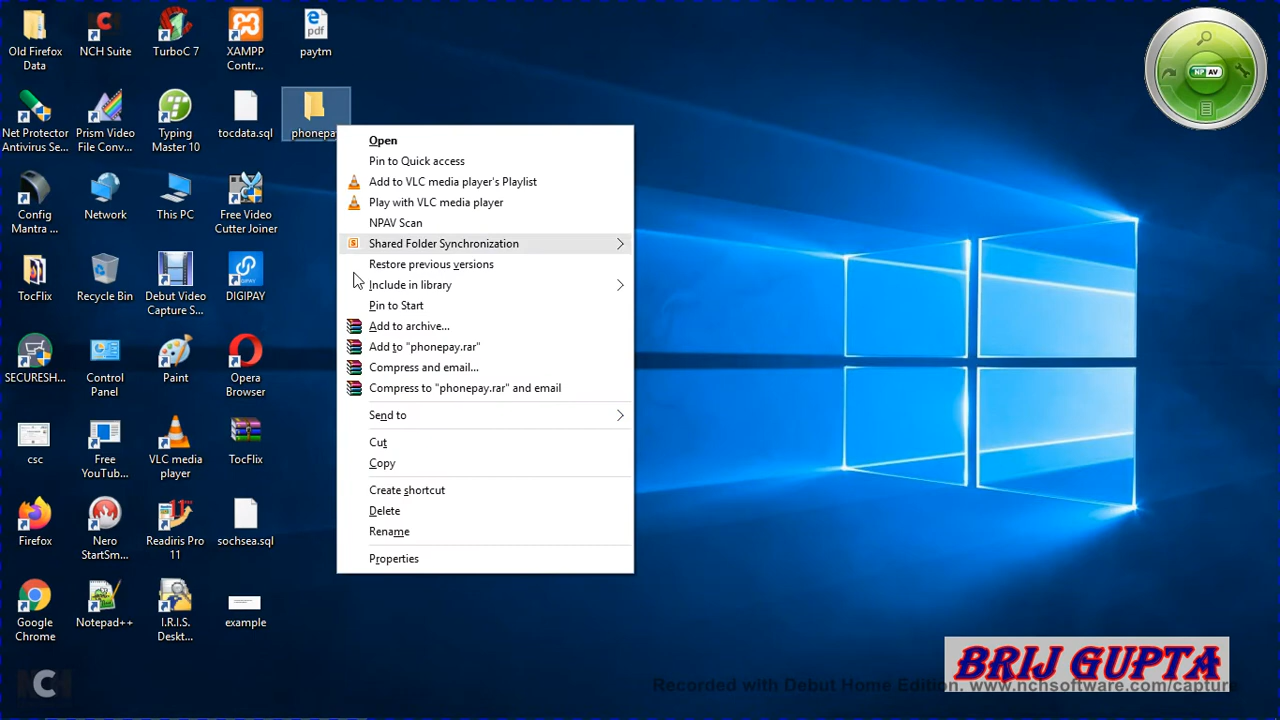 Old Firefox
Data
NCH Suite
TurboC 7
XAMPP
Contr...
paytm
Net Protector
Antivirus Se...
Prism Video
File Conv...
Typing
Master 10
tocdata.sql
phonepay
Config
Mantra ...
Network
This PC
Free Video
Cutter Joiner
TocFlix
Recycle Bin
Debut Video
Capture S...
DIGIPAY
SECURESH...
Control
Panel
Paint
Opera
Browser
csc
Free
YouTub...
VLC media
player
TocFlix
Firefox
Nero
StartSm...
Readiris Pro
11
sochsea.sql
Google
Chrome
Notepad++
I.R.I.S.
Deskt...
example
Open
Pin to Quick access
Add to VLC media player's Playlist
Play with VLC media player
NPAV Scan
Shared Folder Synchronization
Restore previous versions
Include in library
Pin to Start
Add to archive...
Add to "phonepay.rar"
Compress and email...
Compress to "phonepay.rar" and email
Send to
Cut
Copy
Create shortcut
Delete
Rename
Properties
NP AV
BRIJ GUPTA
Recorded with Debut Home Edition. www.nchsoftware.com/capture
NCH